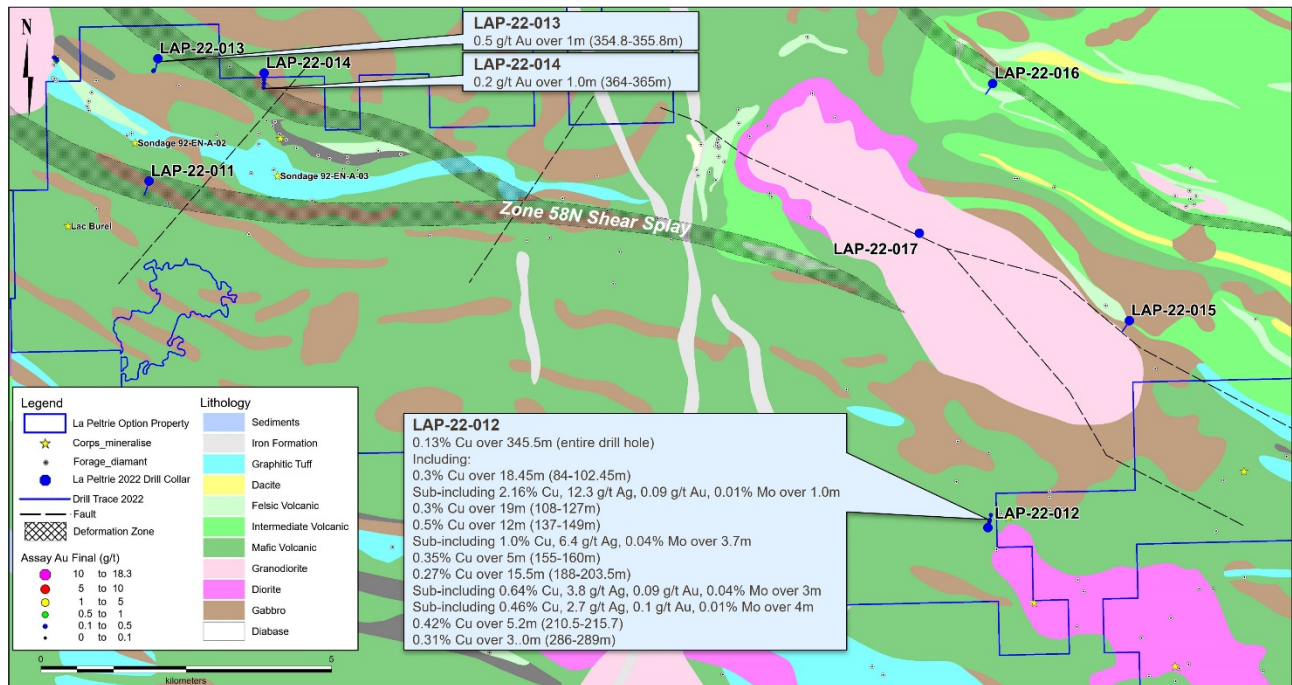 N
LAP-22-013
0.5 g/t Au over 1m (354.8-355.8m)
LAP-22-014
0.2 g/t Au over 1.0m (364-365m)
LAP-22-013
LAP-22-014
LAP-22-016
Sondage 92-EN-A-02
LAP-22-011
Sondage 92-EN-A-03
Zone 58N Shear Splay
Lac Burel
LAP-22-017
LAP-22-015
LAP-22-012
LAP-22-012
0.13% Cu over 345.5m (entire drill hole)
Including:
0.3% Cu over 18.45m (84-102.45m)
Sub-including 2.16% Cu, 12.3 g/t Ag, 0.09 g/t Au, 0.01% Mo over 1.0m
0.3% Cu over 19m (108-127m)
0.5% Cu over 12m (137-149m)
Sub-including 1.0% Cu, 6.4 g/t Ag, 0.04% Mo over 3.7m
0.35% Cu over 5m (155-160m)
0.27% Cu over 15.5m (188-203.5m)
Sub-including 0.64% Cu, 3.8 g/t Ag, 0.09 g/t Au, 0.04% Mo over 3m
Sub-including 0.46% Cu, 2.7 g/t Ag, 0.1 g/t Au, 0.01% Mo over 4m
0.42% Cu over 5.2m (210.5-215.7)
0.31% Cu over 3..0m (286-289m)
Legend
La Peltrie Option Property
Corps_mineralise
Forage_diamant
La Peltrie 2022 Drill Collar
Drill Trace 2022
Fault
Deformation Zone
Assay Au Final (g/t)
10 to 18.3
5 to 10
1 to 5
0.5 to 1
0.1 to 0.5
0 to 0.1
Lithology
Sediments
Iron Formation
Graphitic Tuff
Dacite
Felsic Volcanic
Intermediate Volcanic
Mafic Volcanic
Granodiorite
Diorite
Gabbro
Diabase
0 5
kilometers